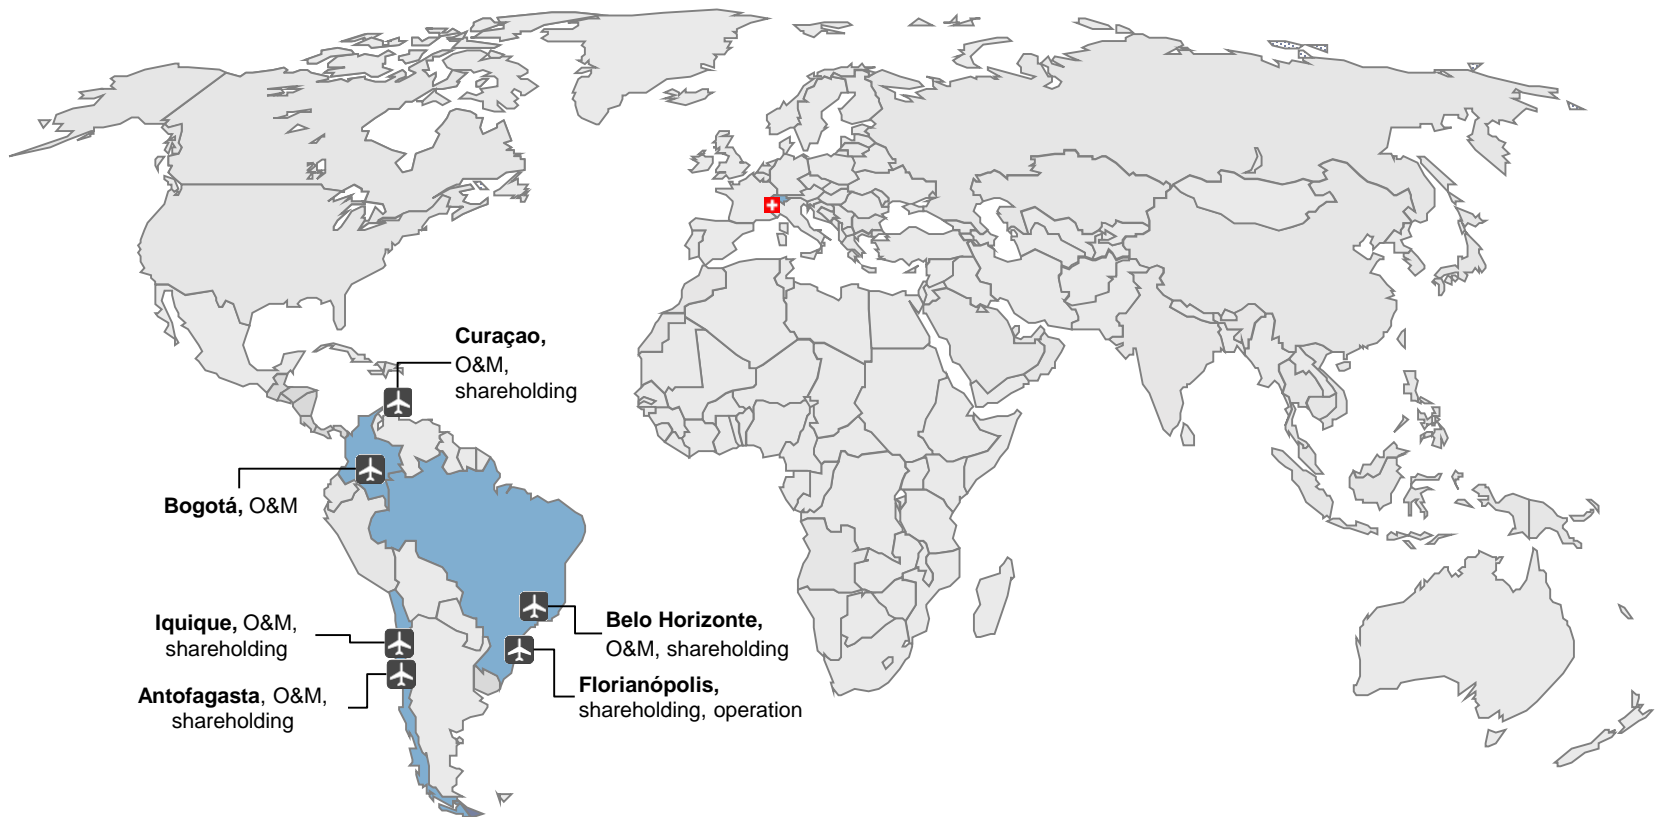 Curaçao,
O&M,
shareholding
Bogotá, O&M
Iquique, O&M,
shareholding
Antofagasta, O&M,
shareholding
Belo Horizonte,
O&M, shareholding
Florianópolis,
shareholding, operation